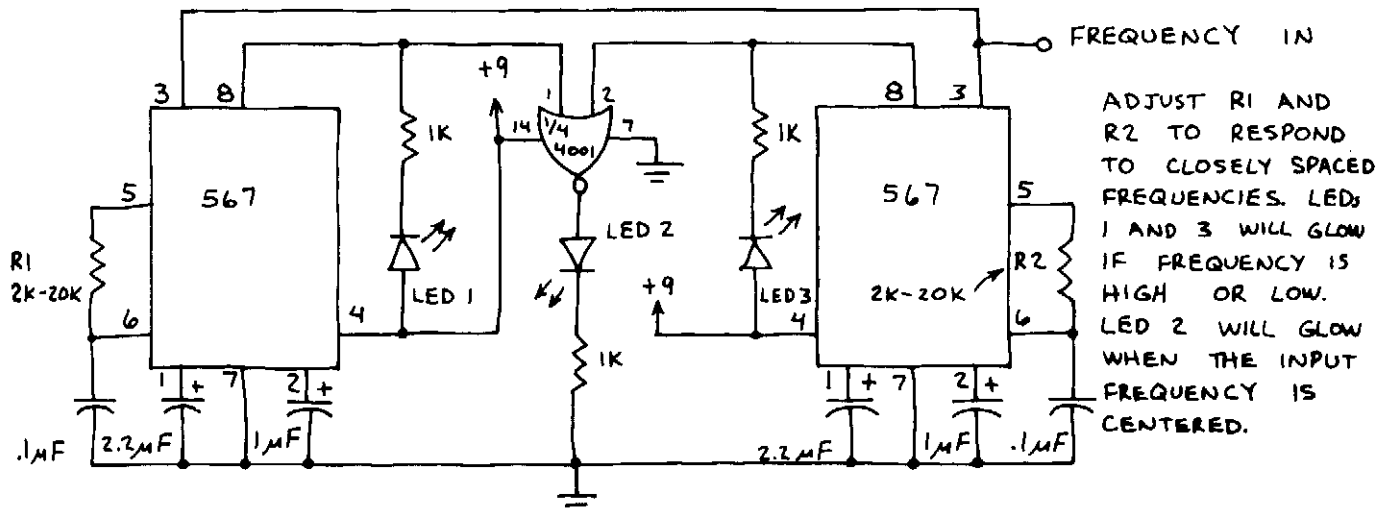 FREQUENCY IN
ADJUST R1 AND
R2 TO RESPOND
TO CLOSELY SPACED
FREQUENCIES. LEDs
1 AND 3 WILL GLOW
IF FREQUENCY IS
HIGH OR LOW.
LED 2 WILL GLOW
WHEN THE INPUT
FREQUENCY IS
CENTERED.
3 8
567
5
R1
2K-20K
6
4
1 + 7 2 +
.1µF 2.2µF 1µF
1K
LED 1
+9
1 2
14 1/4 7
4001
LED 2
1K
1K
LED 3
+9
8 3
567
5
2K-20K R2
4 6
1 + 7 2 +
2.2µF 1µF .1µF